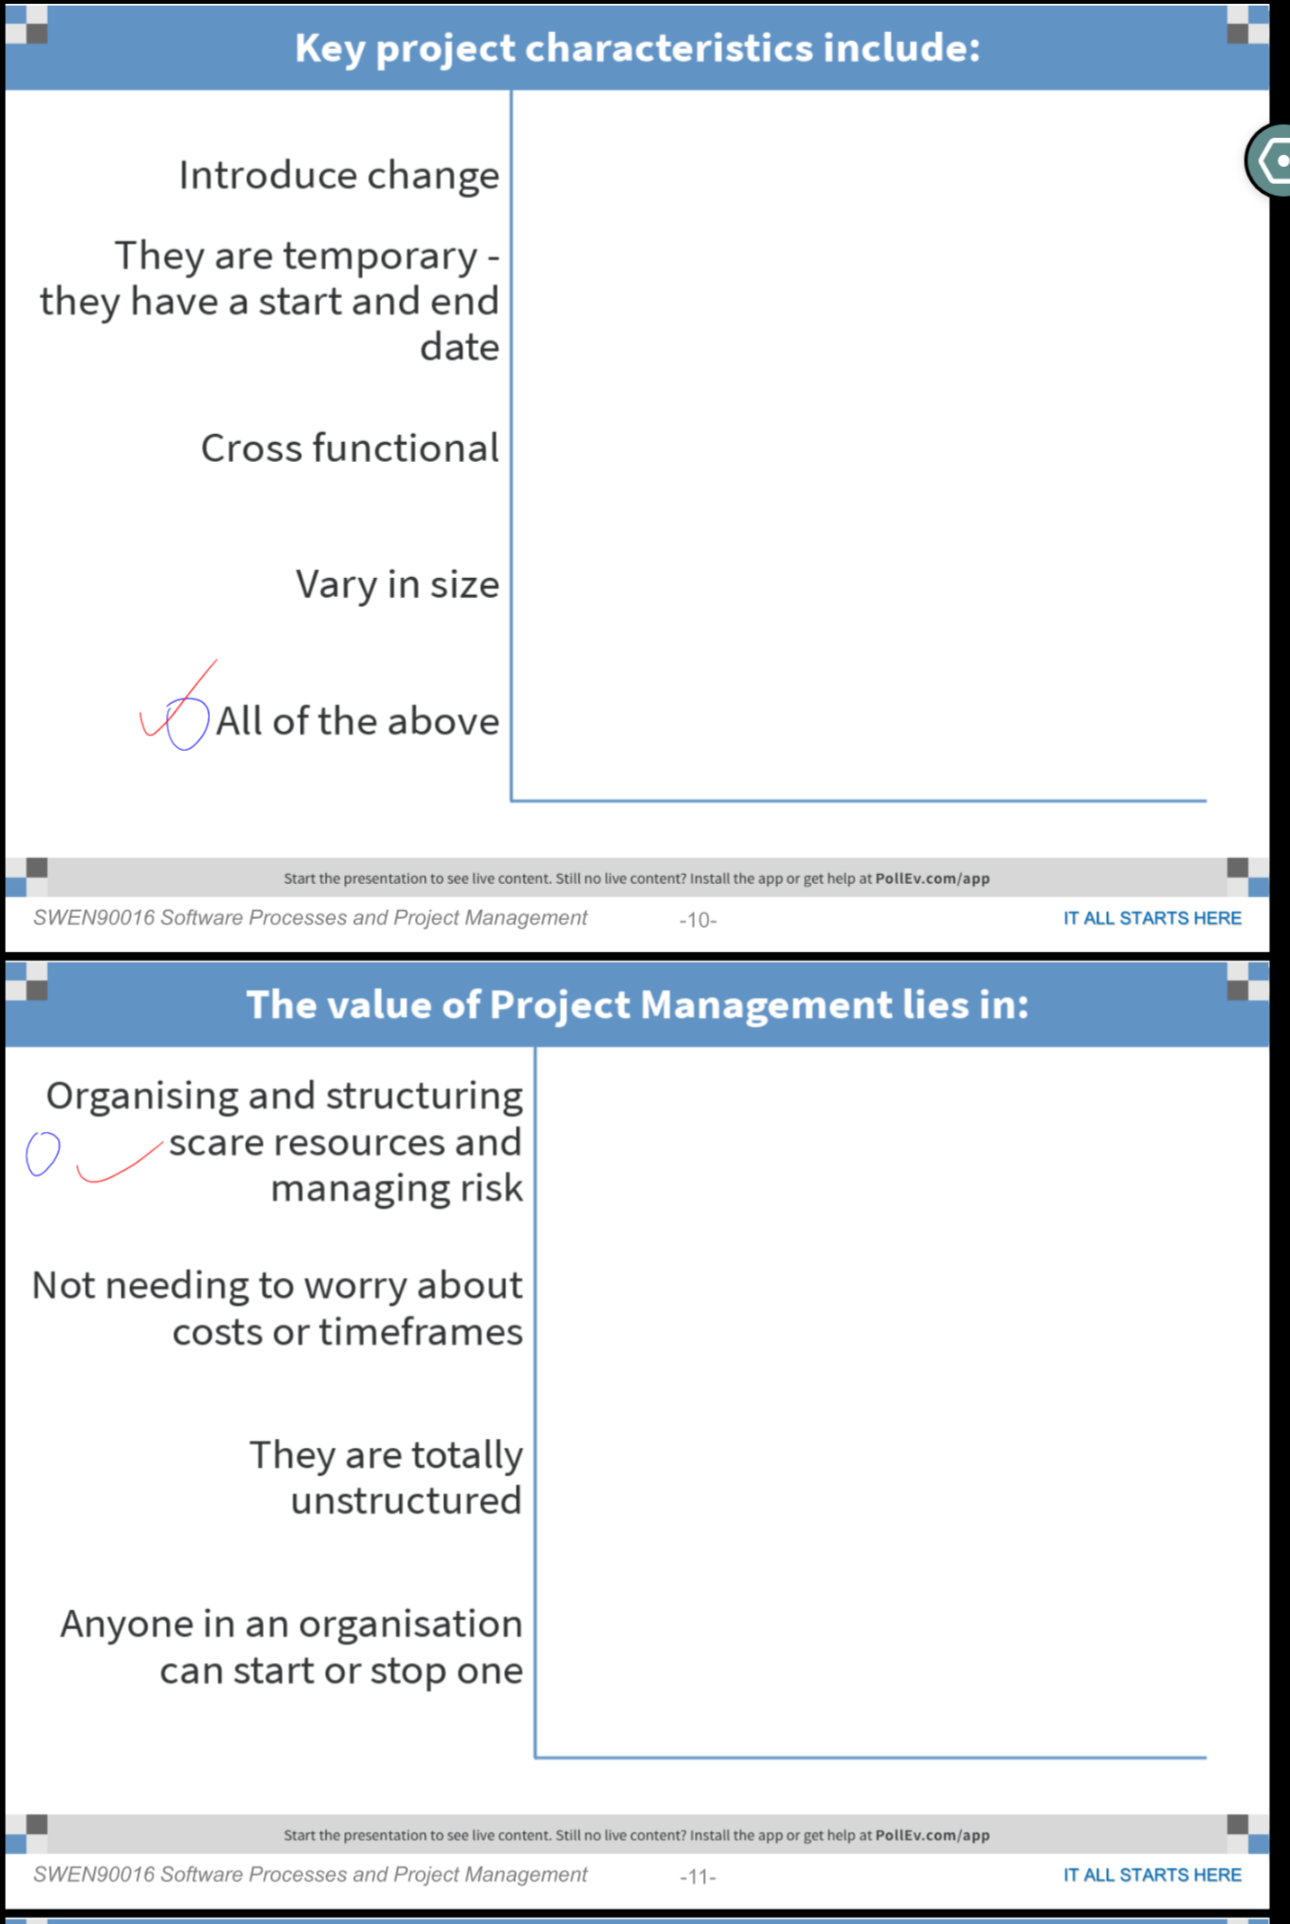 Key project characteristics include:
Introduce change
They are temporary -
they have a start and end
date
Cross functional
Vary in size
All of the above
Start the presentation to see live content. Still no live content? Install the app or get help at PollEv.com/app
SWEN90016 Software Processes and Project Management -10- IT ALL STARTS HERE
The value of Project Management lies in:
Organising and structuring
scare resources and
managing risk
Not needing to worry about
costs or timeframes
They are totally
unstructured
Anyone in an organisation
can start or stop one
Start the presentation to see live content. Still no live content? Install the app or get help at PollEv.com/app
SWEN90016 Software Processes and Project Management -11- IT ALL STARTS HERE